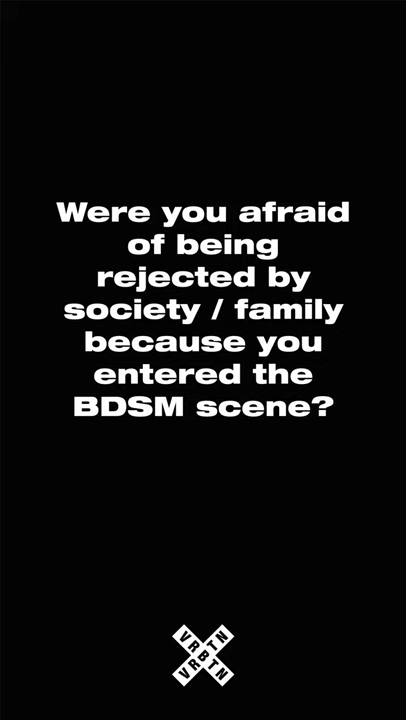 Were you afraid
of being
rejected by
society / family
because you
entered the
BDSM scene?
VRBTN
VRBTN